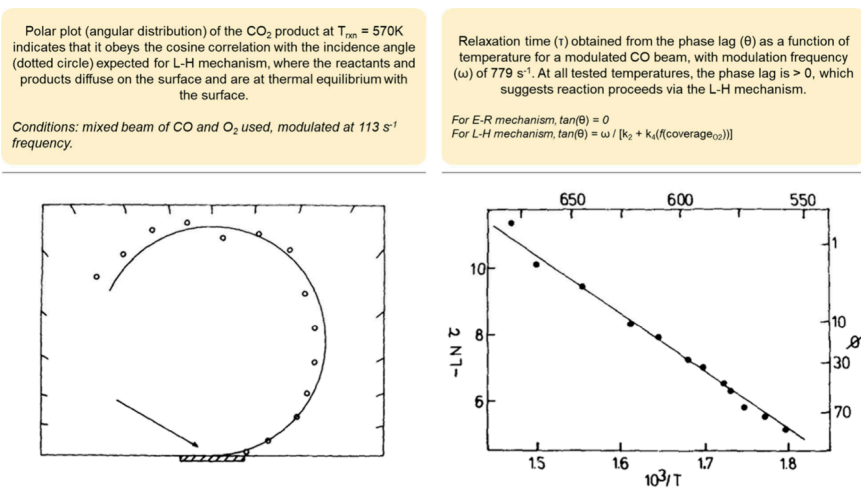 Polar plot (angular distribution) of the CO₂ product at Tᵣₓₙ = 570K
indicates that it obeys the cosine correlation with the incidence angle
(dotted circle) expected for L-H mechanism, where the reactants and
products diffuse on the surface and are at thermal equilibrium with
the surface.
Conditions: mixed beam of CO and O₂ used, modulated at 113 s⁻¹
frequency.
Relaxation time (τ) obtained from the phase lag (θ) as a function of
temperature for a modulated CO beam, with modulation frequency
(ω) of 779 s⁻¹. At all tested temperatures, the phase lag is > 0, which
suggests reaction proceeds via the L-H mechanism.
For E-R mechanism, tan(θ) = 0
For L-H mechanism, tan(θ) = ω / [k₂ + k₄(f(coverageₒ₂))]
650 600 550
10
8
6
-LN τ
1
10
30
70
Ø
1.5 1.6 1.7 1.8
10³/T